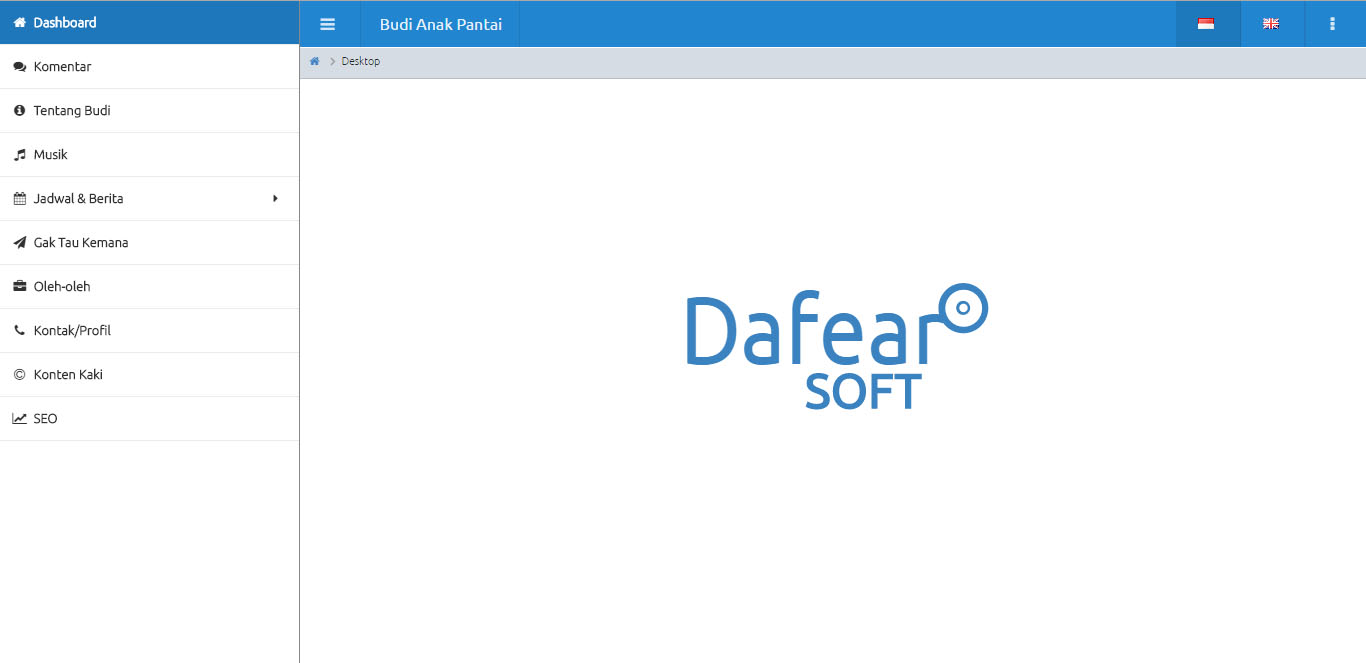 Dashboard
Komentar
Tentang Budi
Musik
Jadwal & Berita
Gak Tau Kemana
Oleh-oleh
Kontak/Profil
Konten Kaki
SEO
Budi Anak Pantai
Desktop
Dafear
SOFT